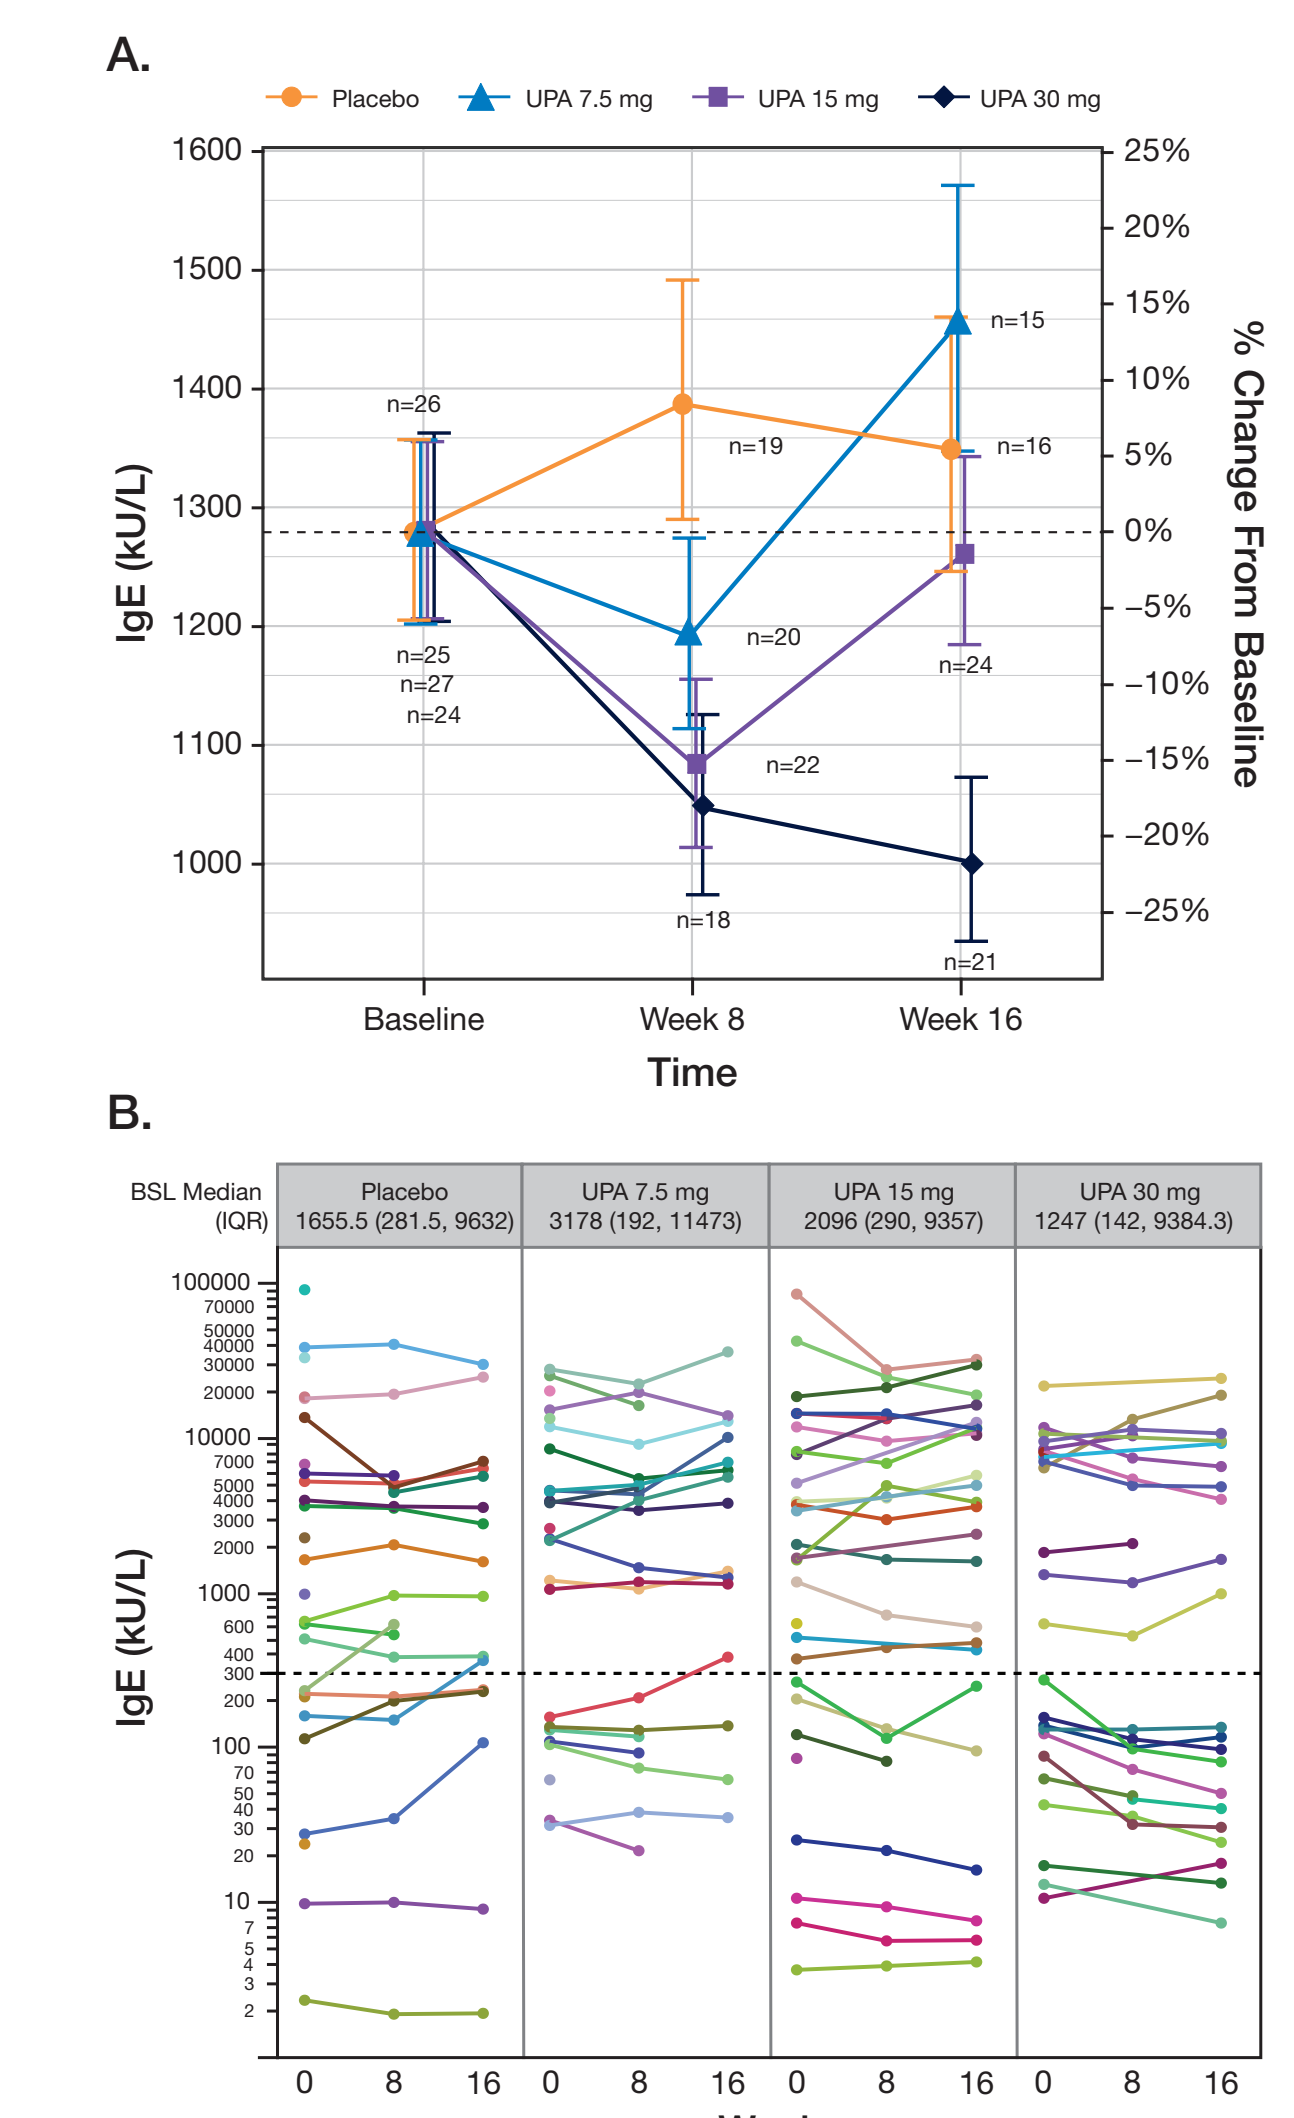 A.
Placebo UPA 7.5 mg UPA 15 mg UPA 30 mg
1600
1500
1400
1300
1200
1100
1000
IgE (kU/L)
25%
20%
15%
10%
5%
0%
−5%
−10%
−15%
−20%
−25%
% Change From Baseline
n=26
n=25
n=27
n=24
n=19
n=20
n=22
n=18
n=15
n=16
n=24
n=21
Baseline Week 8 Week 16
Time
B.
BSL Median
(IQR)
Placebo
1655.5 (281.5, 9632)
UPA 7.5 mg
3178 (192, 11473)
UPA 15 mg
2096 (290, 9357)
UPA 30 mg
1247 (142, 9384.3)
100000
70000
50000
40000
30000
20000
10000
7000
5000
4000
3000
2000
1000
600
400
300
200
100
70
50
40
30
20
10
7
5
4
3
2
IgE (kU/L)
0 8 16 0 8 16 0 8 16 0 8 16